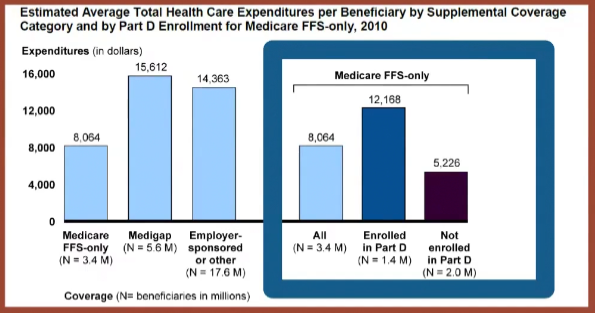 Estimated Average Total Health Care Expenditures per Beneficiary by Supplemental Coverage
Category and by Part D Enrollment for Medicare FFS-only, 2010
Expenditures (in dollars)
16,000
12,000
8,000
4,000
0
8,064
15,612
14,363
Medicare FFS-only
8,064
12,168
5,226
Medicare
FFS-only
(N = 3.4 M)
Medigap
(N = 5.6 M)
Employer-
sponsored
or other
(N = 17.6 M)
All
(N = 3.4 M)
Enrolled
in Part D
(N = 1.4 M)
Not
enrolled
in Part D
(N = 2.0 M)
Coverage (N= beneficiaries in millions)